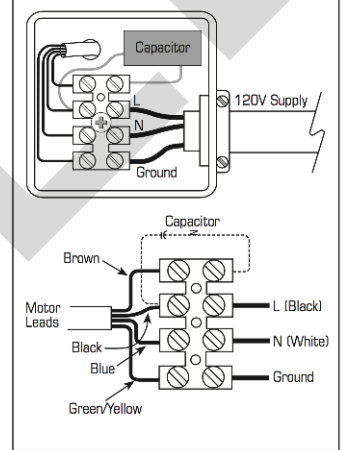 Capacitor
L
120V Supply
N
Ground
Capacitor
Brown
Motor
Leads
L (Black)
Black
N (White)
Blue
Ground
Green/Yellow